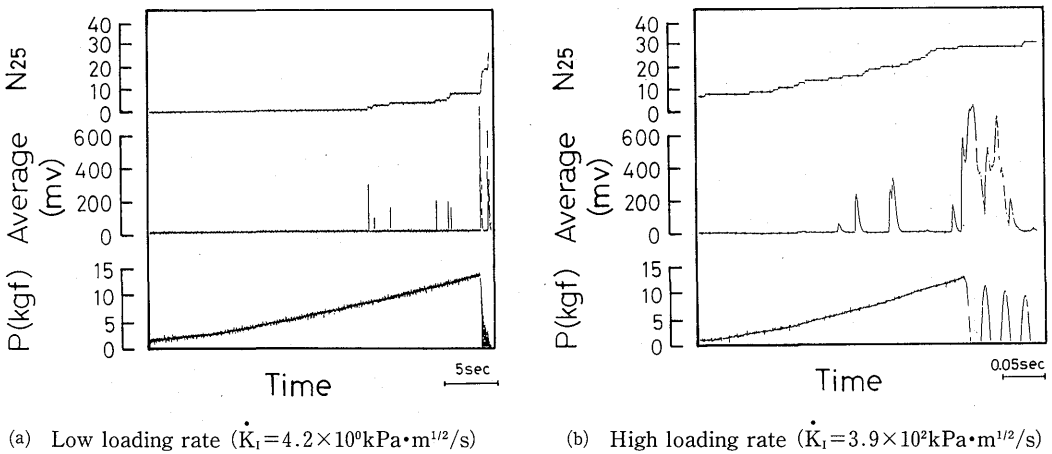 N25
40
30
20
10
0
Average
(mv)
600
400
200
0
P(kgf)
15
10
5
0
Time
5sec
(a) Low loading rate (K̇I=4.2×10⁰kPa•m¹/²/s)
N25
40
30
20
10
0
Average
(mv)
600
400
200
0
P(kgf)
15
10
5
0
Time
0.05sec
(b) High loading rate (K̇I=3.9×10²kPa•m¹/²/s)